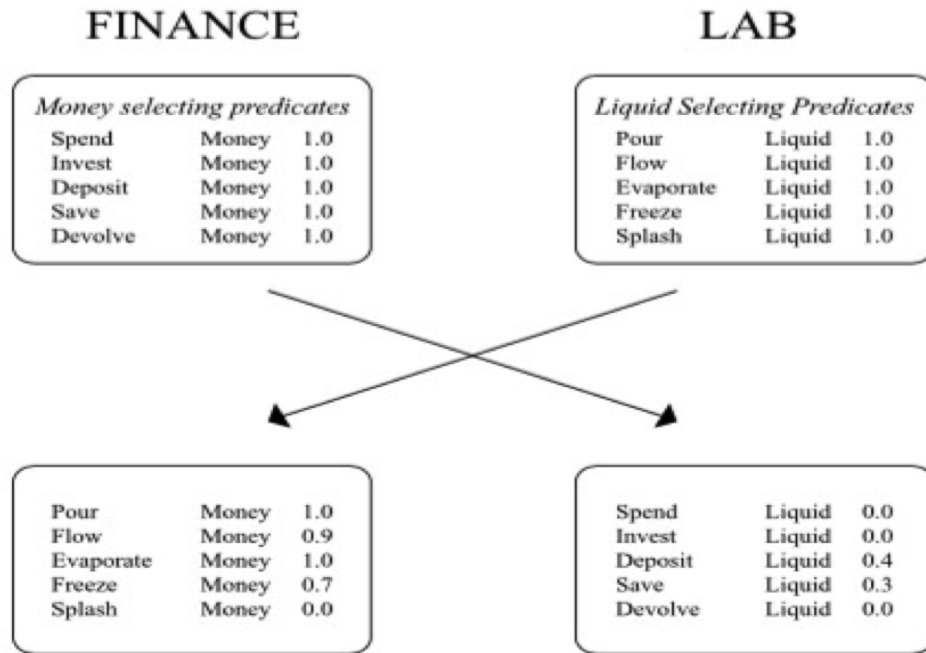 FINANCE
LAB
Money selecting predicates
Spend Money 1.0
Invest Money 1.0
Deposit Money 1.0
Save Money 1.0
Devolve Money 1.0
Liquid Selecting Predicates
Pour Liquid 1.0
Flow Liquid 1.0
Evaporate Liquid 1.0
Freeze Liquid 1.0
Splash Liquid 1.0
Pour Money 1.0
Flow Money 0.9
Evaporate Money 1.0
Freeze Money 0.7
Splash Money 0.0
Spend Liquid 0.0
Invest Liquid 0.0
Deposit Liquid 0.4
Save Liquid 0.3
Devolve Liquid 0.0